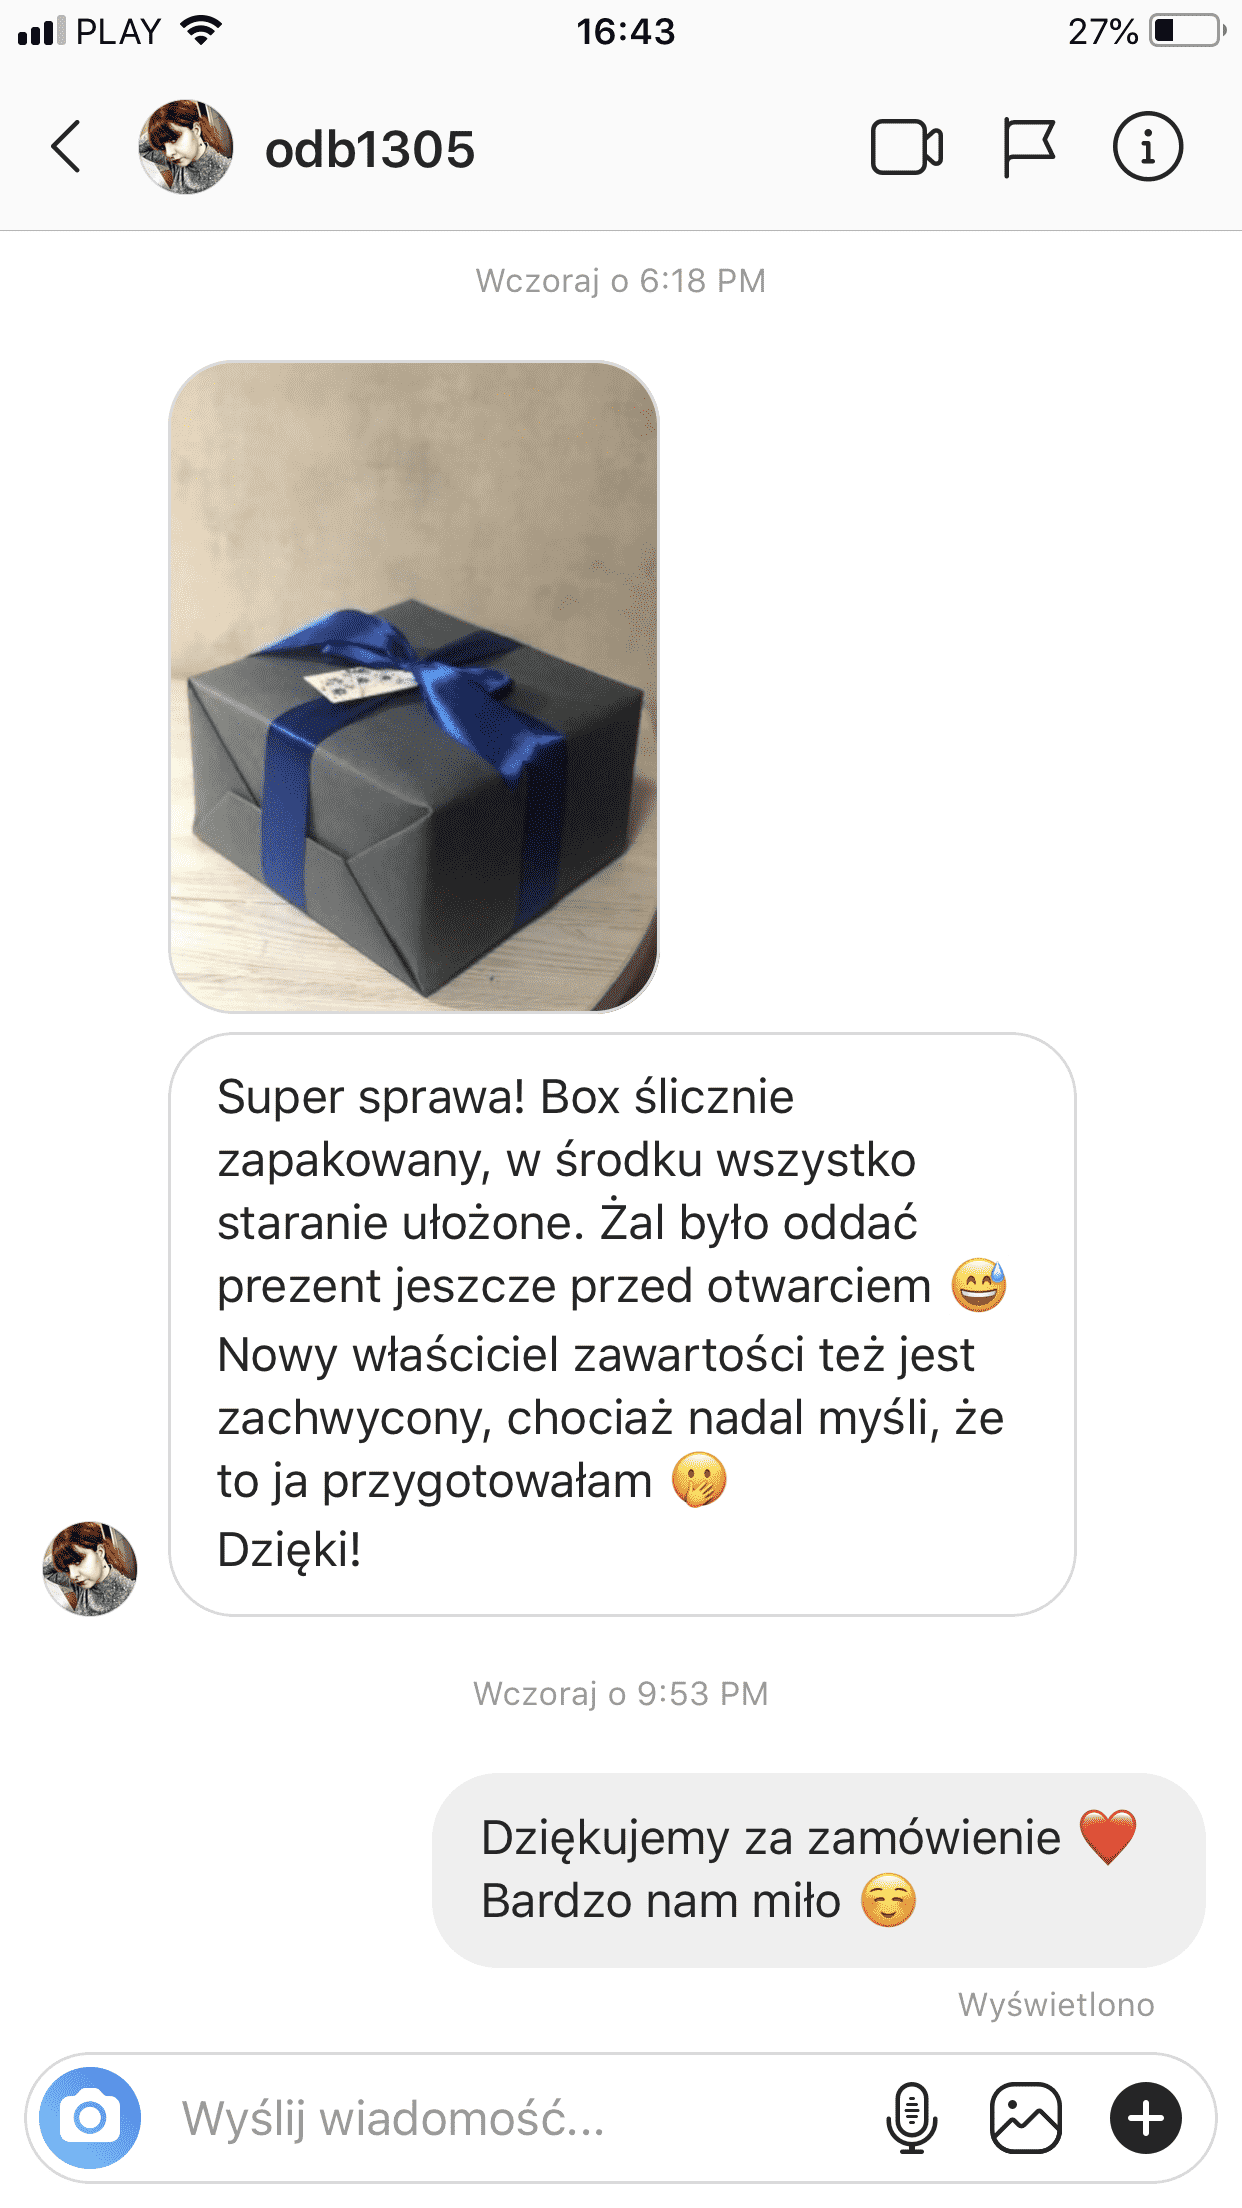 PLAY 16:43 27%
odb1305
Wczoraj o 6:18 PM
Super sprawa! Box ślicznie
zapakowany, w środku wszystko
staranie ułożone. Żal było oddać
prezent jeszcze przed otwarciem 😅
Nowy właściciel zawartości też jest
zachwycony, chociaż nadal myśli, że
to ja przygotowałam 🤭
Dzięki!
Wczoraj o 9:53 PM
Dziękujemy za zamówienie ❤️
Bardzo nam miło ☺️
Wyświetlono
Wyślij wiadomość...